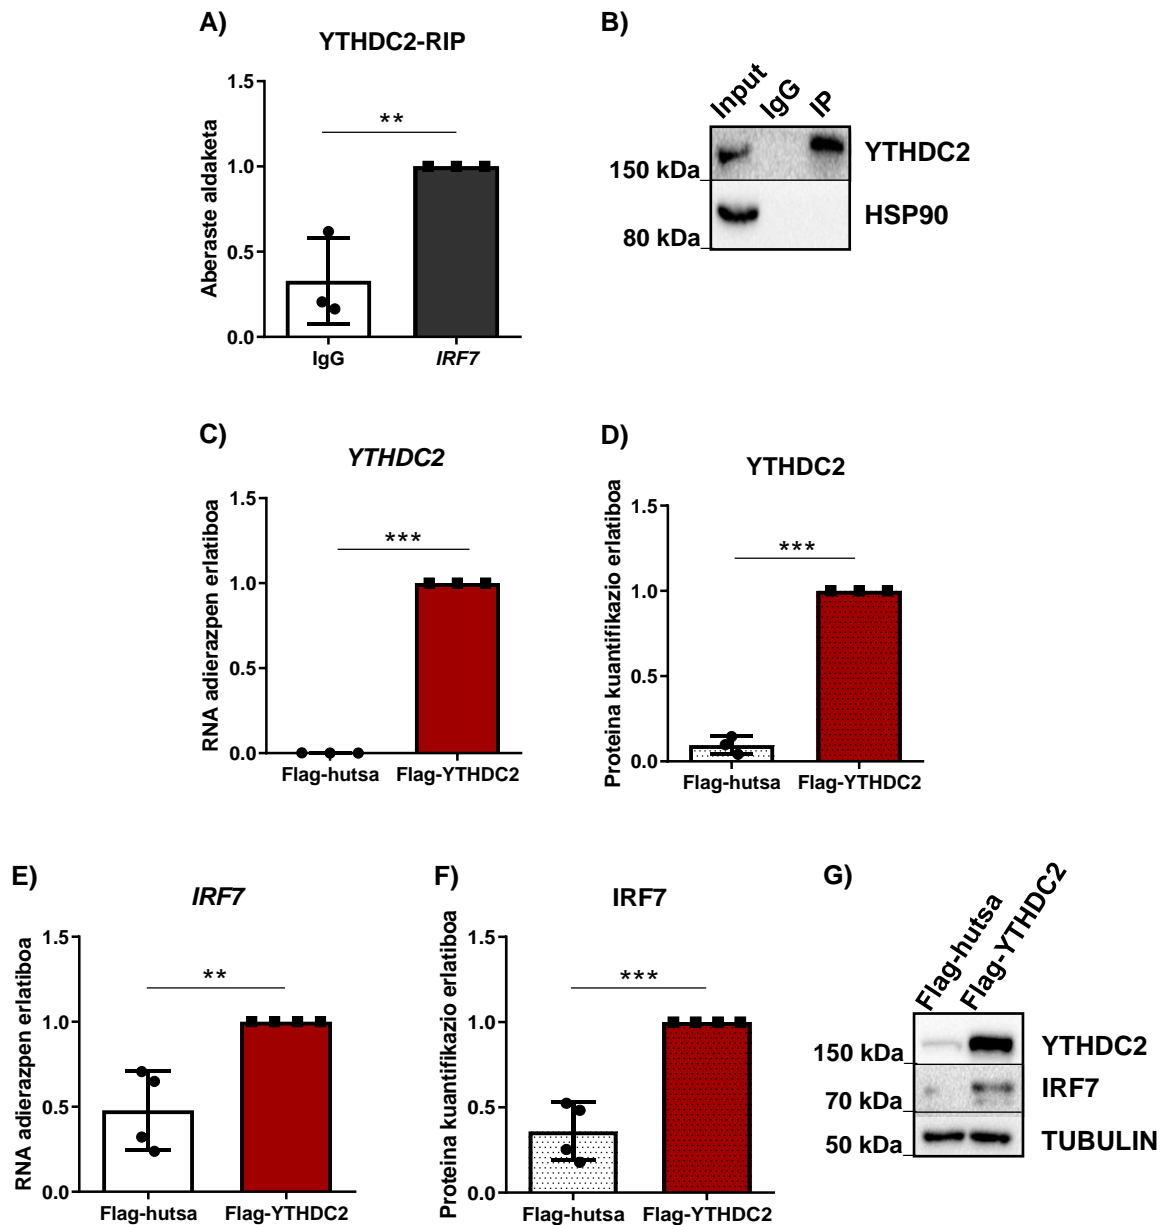 A)
YTHDC2-RIP
Aberaste aldaketa
1.5
1.0
0.5
0.0
**
IgG
IRF7
B)
Input IgG IP
150 kDa
YTHDC2
80 kDa
HSP90
C)
YTHDC2
RNA adierazpen erlatiboa
1.5
1.0
0.5
0.0
***
Flag-hutsa Flag-YTHDC2
D)
YTHDC2
Proteina kuantifikazio erlatiboa
1.5
1.0
0.5
0.0
***
Flag-hutsa Flag-YTHDC2
E)
IRF7
RNA adierazpen erlatiboa
1.5
1.0
0.5
0.0
**
Flag-hutsa Flag-YTHDC2
F)
IRF7
Proteina kuantifikazio erlatiboa
1.5
1.0
0.5
0.0
***
Flag-hutsa Flag-YTHDC2
G)
Flag-hutsa Flag-YTHDC2
150 kDa
YTHDC2
70 kDa
IRF7
50 kDa
TUBULIN